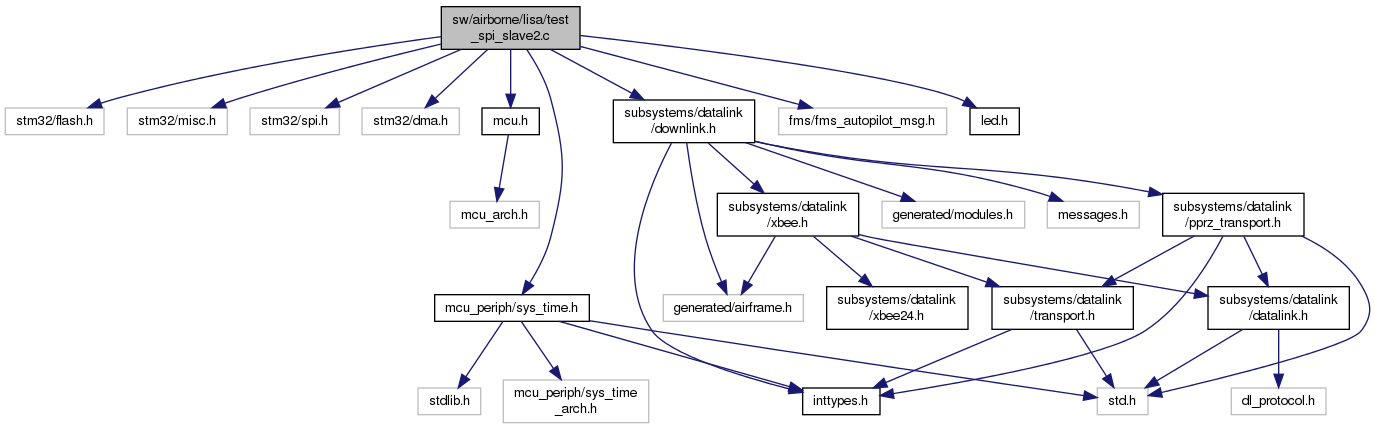 sw/airborne/lisa/test
_spi_slave2.c
stm32/flash.h
stm32/misc.h
stm32/spi.h
stm32/dma.h
mcu.h
subsystems/datalink
/downlink.h
fms/fms_autopilot_msg.h
led.h
mcu_arch.h
subsystems/datalink
/xbee.h
generated/modules.h
messages.h
subsystems/datalink
/pprz_transport.h
mcu_periph/sys_time.h
generated/airframe.h
subsystems/datalink
/xbee24.h
subsystems/datalink
/transport.h
subsystems/datalink
/datalink.h
stdlib.h
mcu_periph/sys_time
_arch.h
inttypes.h
std.h
dl_protocol.h